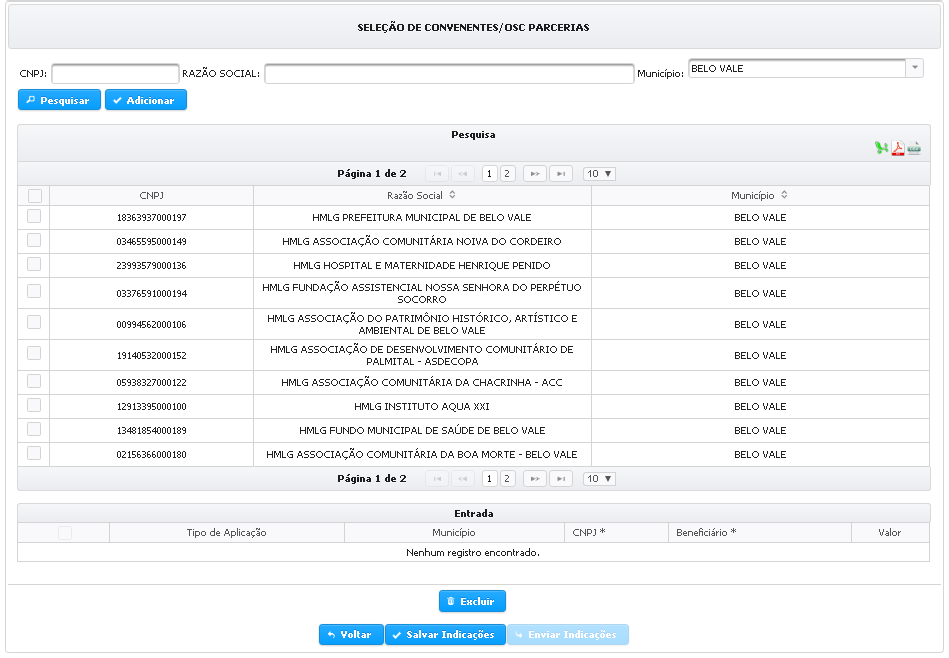 SELEÇÃO DE CONVENENTES/OSC PARCERIAS
CNPJ: RAZÃO SOCIAL: Município: BELO VALE
Pesquisar Adicionar
Pesquisa
Página 1 de 2 1 2 10
CNPJ Razão Social Município
18363937000197 HMLG PREFEITURA MUNICIPAL DE BELO VALE BELO VALE
03465595000149 HMLG ASSOCIAÇÃO COMUNITÁRIA NOIVA DO CORDEIRO BELO VALE
23993579000136 HMLG HOSPITAL E MATERNIDADE HENRIQUE PENIDO BELO VALE
03376591000194 HMLG FUNDAÇÃO ASSISTENCIAL NOSSA SENHORA DO PERPÉTUO
SOCORRO BELO VALE
00994562000106 HMLG ASSOCIAÇÃO DO PATRIMÔNIO HISTÓRICO, ARTÍSTICO E
AMBIENTAL DE BELO VALE BELO VALE
19140532000152 HMLG ASSOCIAÇÃO DE DESENVOLVIMENTO COMUNITÁRIO DE
PALMITAL - ASDECOPA BELO VALE
05938327000122 HMLG ASSOCIAÇÃO COMUNITÁRIA DA CHACRINHA - ACC BELO VALE
12913395000100 HMLG INSTITUTO AQUA XXI BELO VALE
13481854000189 HMLG FUNDO MUNICIPAL DE SAÚDE DE BELO VALE BELO VALE
02156366000180 HMLG ASSOCIAÇÃO COMUNITÁRIA DA BOA MORTE - BELO VALE BELO VALE
Página 1 de 2 1 2 10
Entrada
Tipo de Aplicação Município CNPJ * Beneficiário * Valor
Nenhum registro encontrado.
Excluir
Voltar Salvar Indicações Enviar Indicações